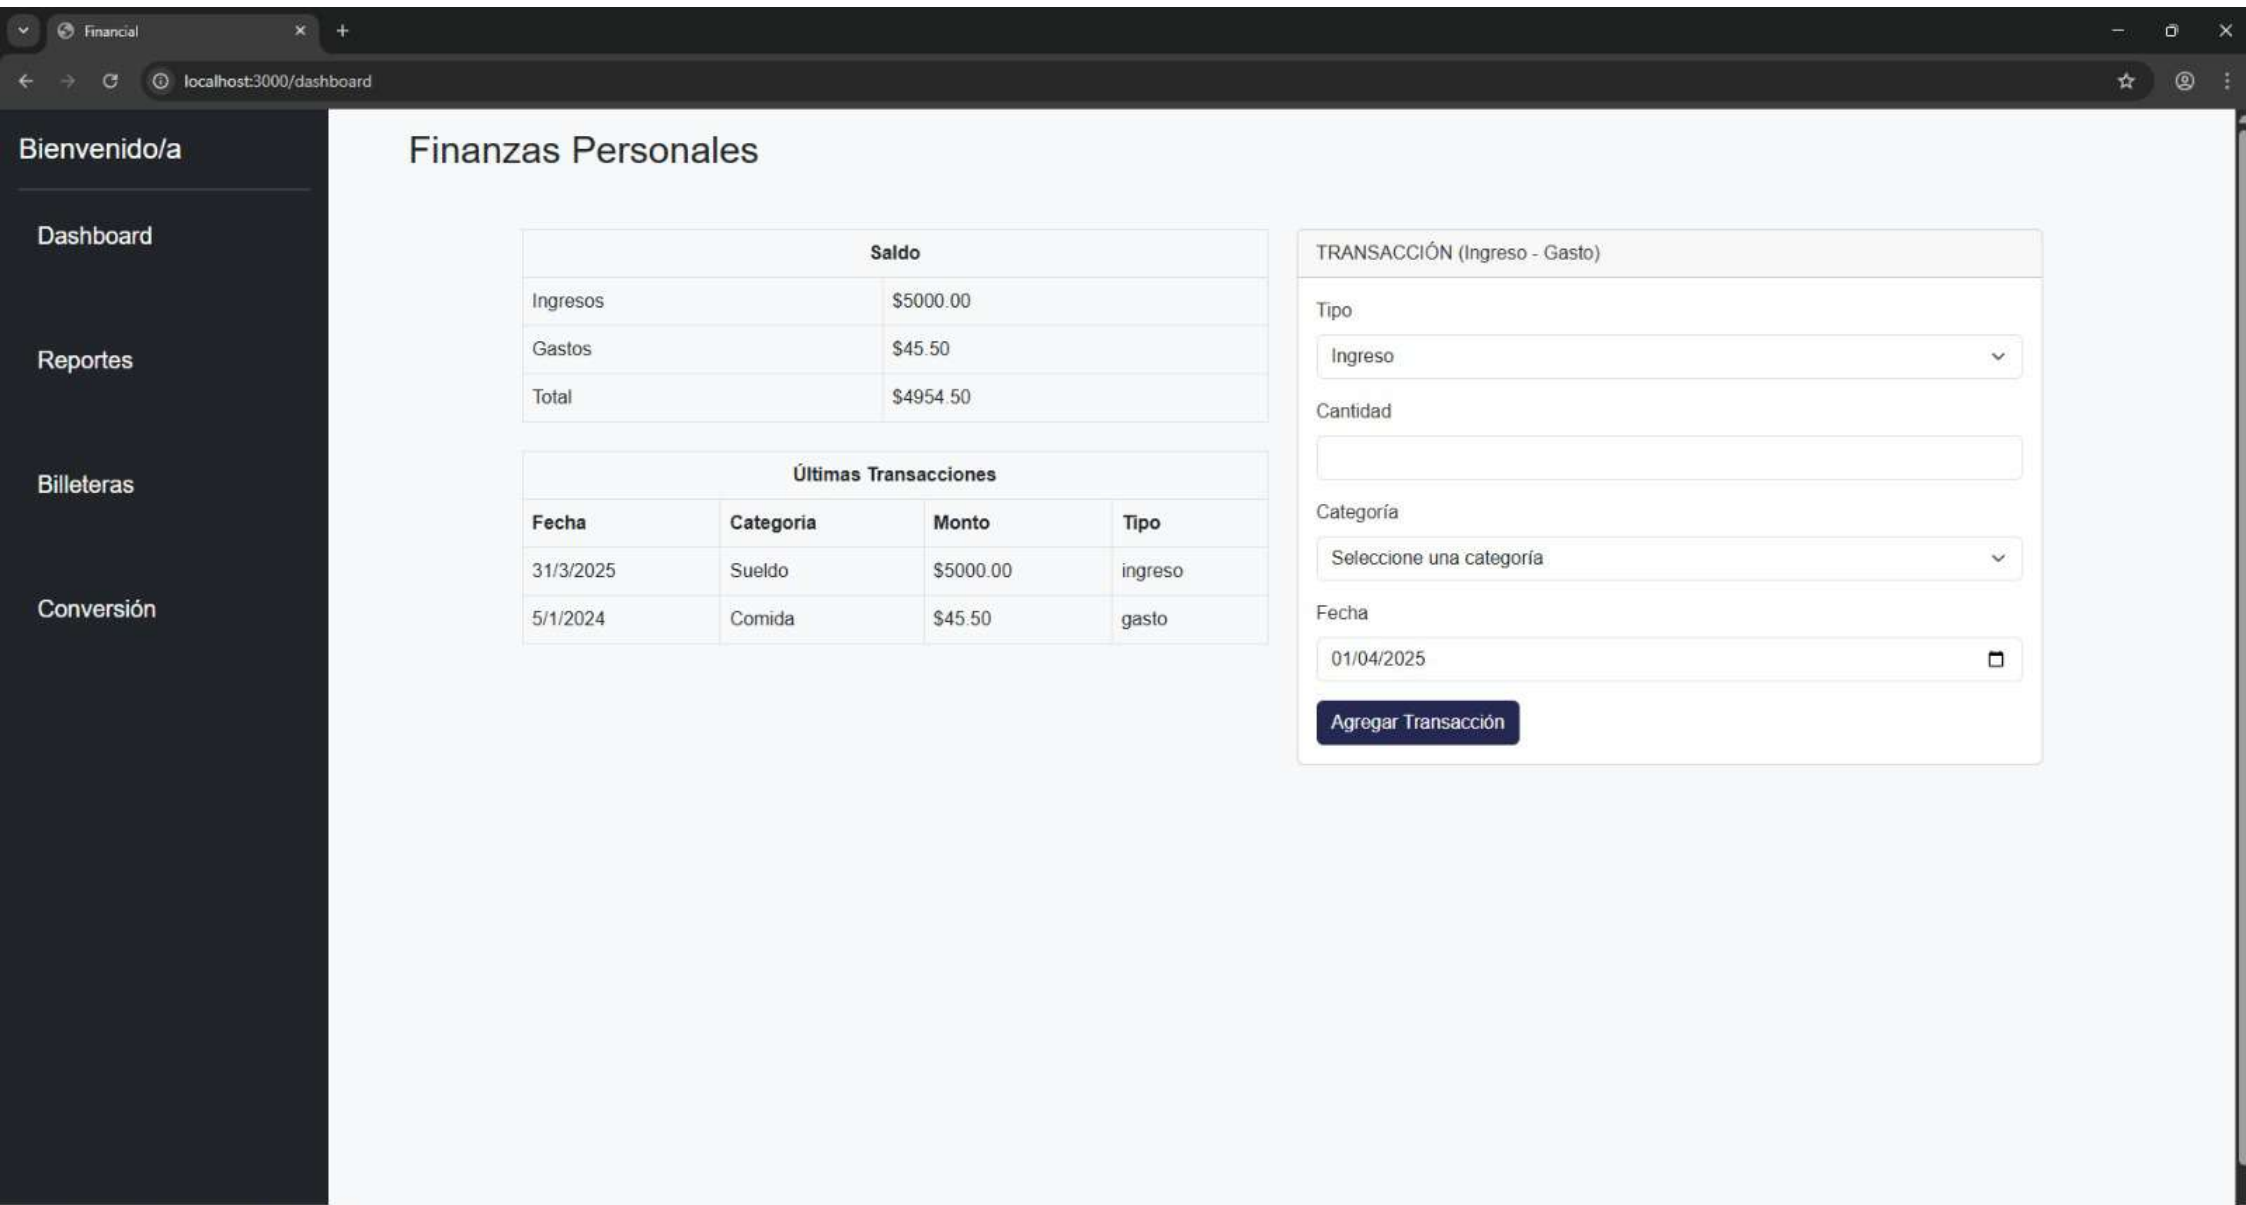 Financial
localhost:3000/dashboard
Bienvenido/a
Dashboard
Reportes
Billeteras
Conversión
Finanzas Personales
Saldo
Ingresos $5000.00
Gastos $45.50
Total $4954.50
Últimas Transacciones
Fecha Categoria Monto Tipo
31/3/2025 Sueldo $5000.00 ingreso
5/1/2024 Comida $45.50 gasto
TRANSACCIÓN (Ingreso - Gasto)
Tipo
Ingreso
Cantidad
Categoría
Seleccione una categoría
Fecha
01/04/2025
Agregar Transacción